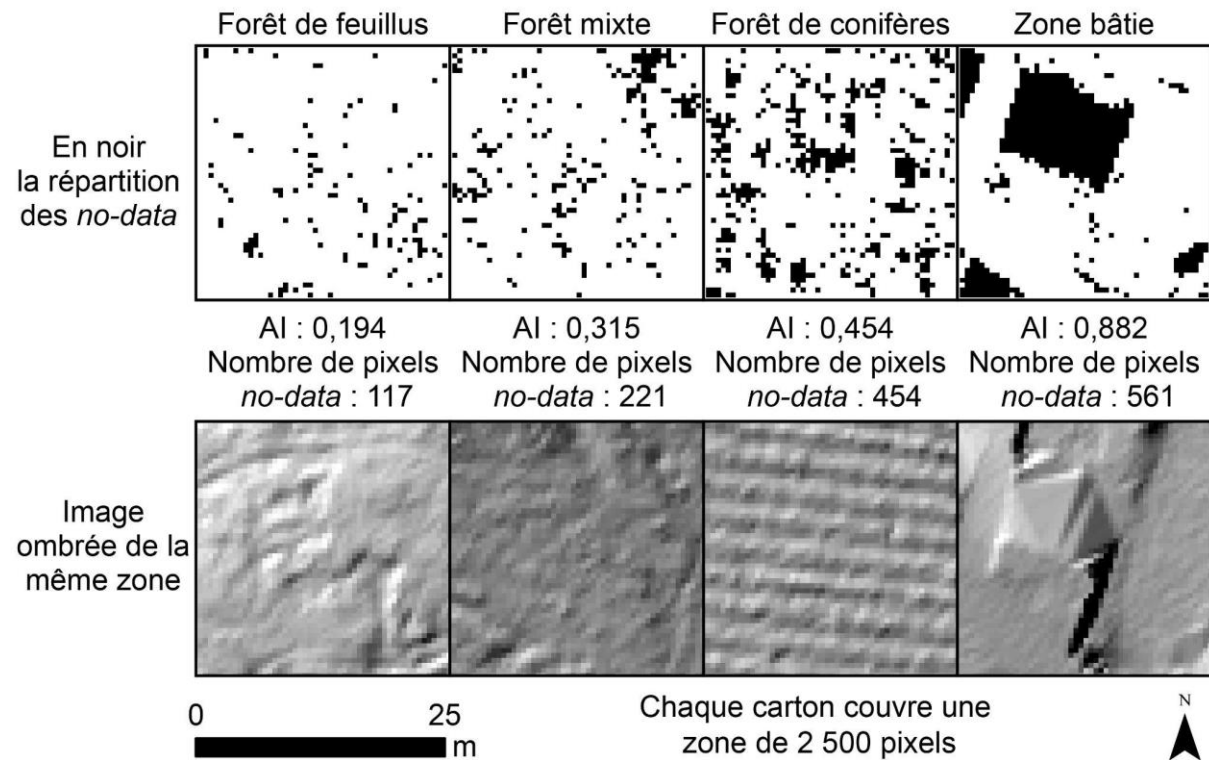 Forêt de feuillus
Forêt mixte
Forêt de conifères
Zone bâtie
En noir
la répartition
des no-data
AI : 0,194
Nombre de pixels
no-data : 117
AI : 0,315
Nombre de pixels
no-data : 221
AI : 0,454
Nombre de pixels
no-data : 454
AI : 0,882
Nombre de pixels
no-data : 561
Image
ombrée de la
même zone
0
25
m
Chaque carton couvre une
zone de 2 500 pixels
N